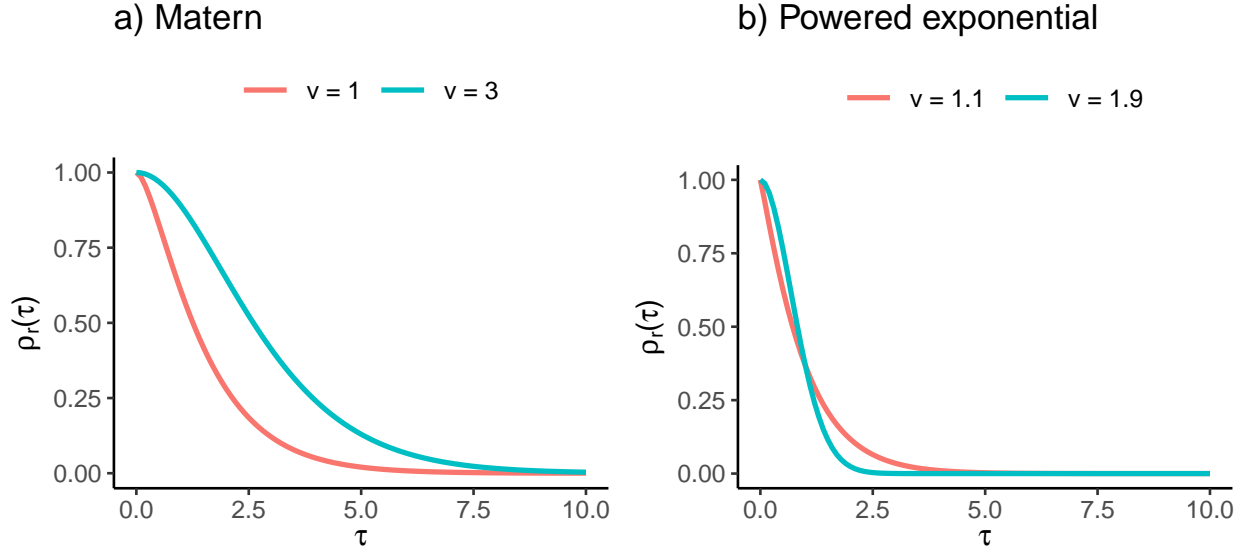 a) Matern
v = 1 v = 3
1.00
0.75
0.50
0.25
0.00
ρr(τ)
0.0 2.5 5.0 7.5 10.0
τ
b) Powered exponential
v = 1.1 v = 1.9
1.00
0.75
0.50
0.25
0.00
ρr(τ)
0.0 2.5 5.0 7.5 10.0
τ